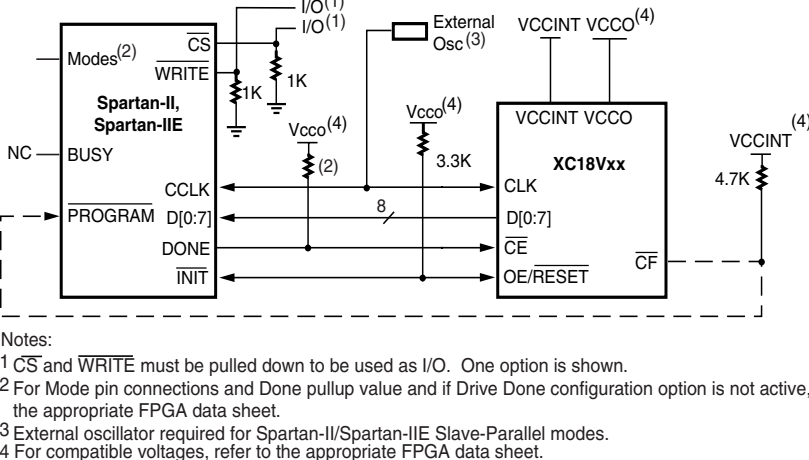 I/O(1)
I/O(1)
CS
Modes(2)
WRITE
1K
1K
Spartan-II,
Spartan-IIE
NC
BUSY
Vcco(4)
(2)
CCLK
PROGRAM
D[0:7]
DONE
INIT
External
Osc(3)
Vcco(4)
3.3K
8
VCCINT VCCO(4)
VCCINT VCCO
XC18Vxx
CLK
D[0:7]
CE
OE/RESET
CF
(4)
VCCINT
4.7K
Notes:
1 CS and WRITE must be pulled down to be used as I/O. One option is shown.
2 For Mode pin connections and Done pullup value and if Drive Done configuration option is not active,
the appropriate FPGA data sheet.
3 External oscillator required for Spartan-II/Spartan-IIE Slave-Parallel modes.
4 For compatible voltages, refer to the appropriate FPGA data sheet.